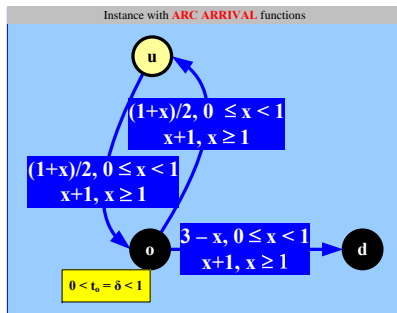 Instance with ARC ARRIVAL functions
u
(1+x)/2, 0 ≤ x < 1
x+1, x ≥ 1
(1+x)/2, 0 ≤ x < 1
x+1, x ≥ 1
3 – x, 0 ≤ x < 1
x+1, x ≥ 1
o
d
0 < tₒ = δ < 1